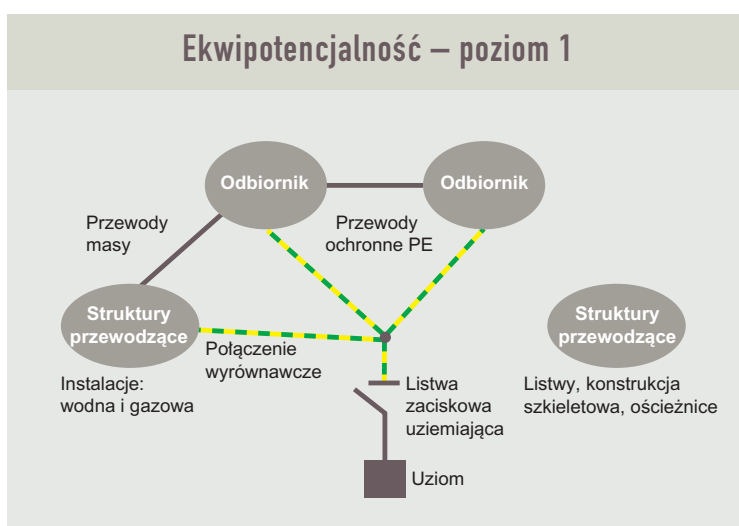 Ekwipotencjalność – poziom 1
Odbiornik
Odbiornik
Przewody
masy
Przewody
ochronne PE
Struktury
przewodzące
Struktury
przewodzące
Połączenie
wyrównawcze
Instalacje:
wodna i gazowa
Listwa
zaciskowa
uziemiająca
Listwy, konstrukcja
szkieletowa, ościeżnice
Uziom